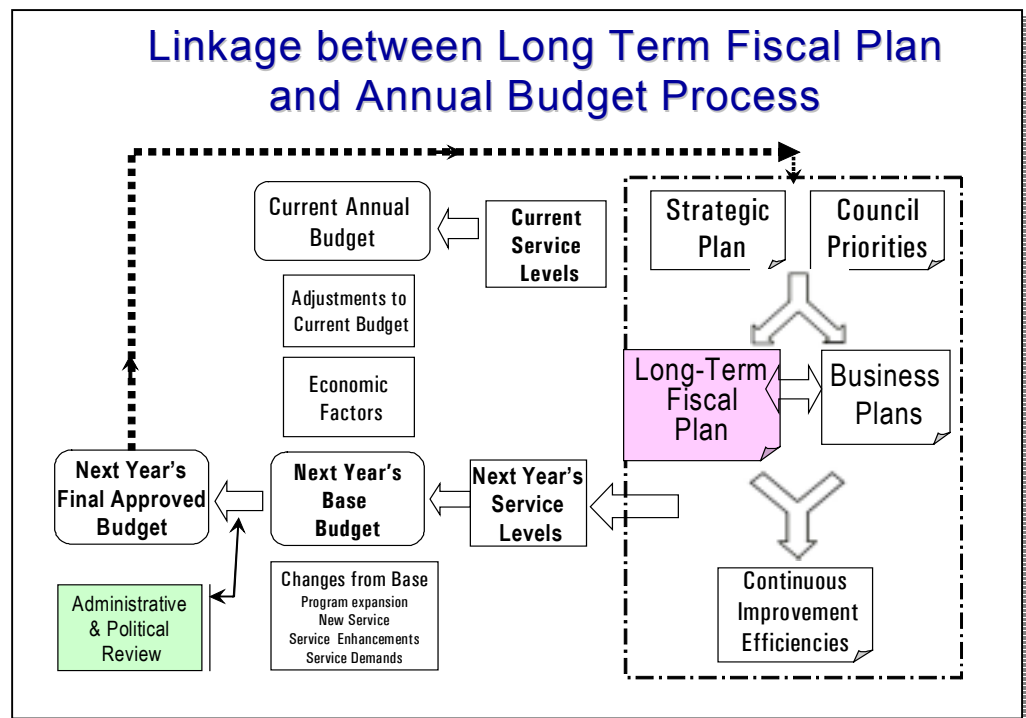 Linkage between Long Term Fiscal Plan
and Annual Budget Process
Current Annual
Budget
Current
Service
Levels
Strategic
Plan
Council
Priorities
Adjustments to
Current Budget
Economic
Factors
Long-Term
Fiscal
Plan
Business
Plans
Next Year's
Final Approved
Budget
Next Year's
Base
Budget
Next Year's
Service
Levels
Administrative
& Political
Review
Changes from Base
Program expansion
New Service
Service Enhancements
Service Demands
Continuous
Improvement
Efficiencies